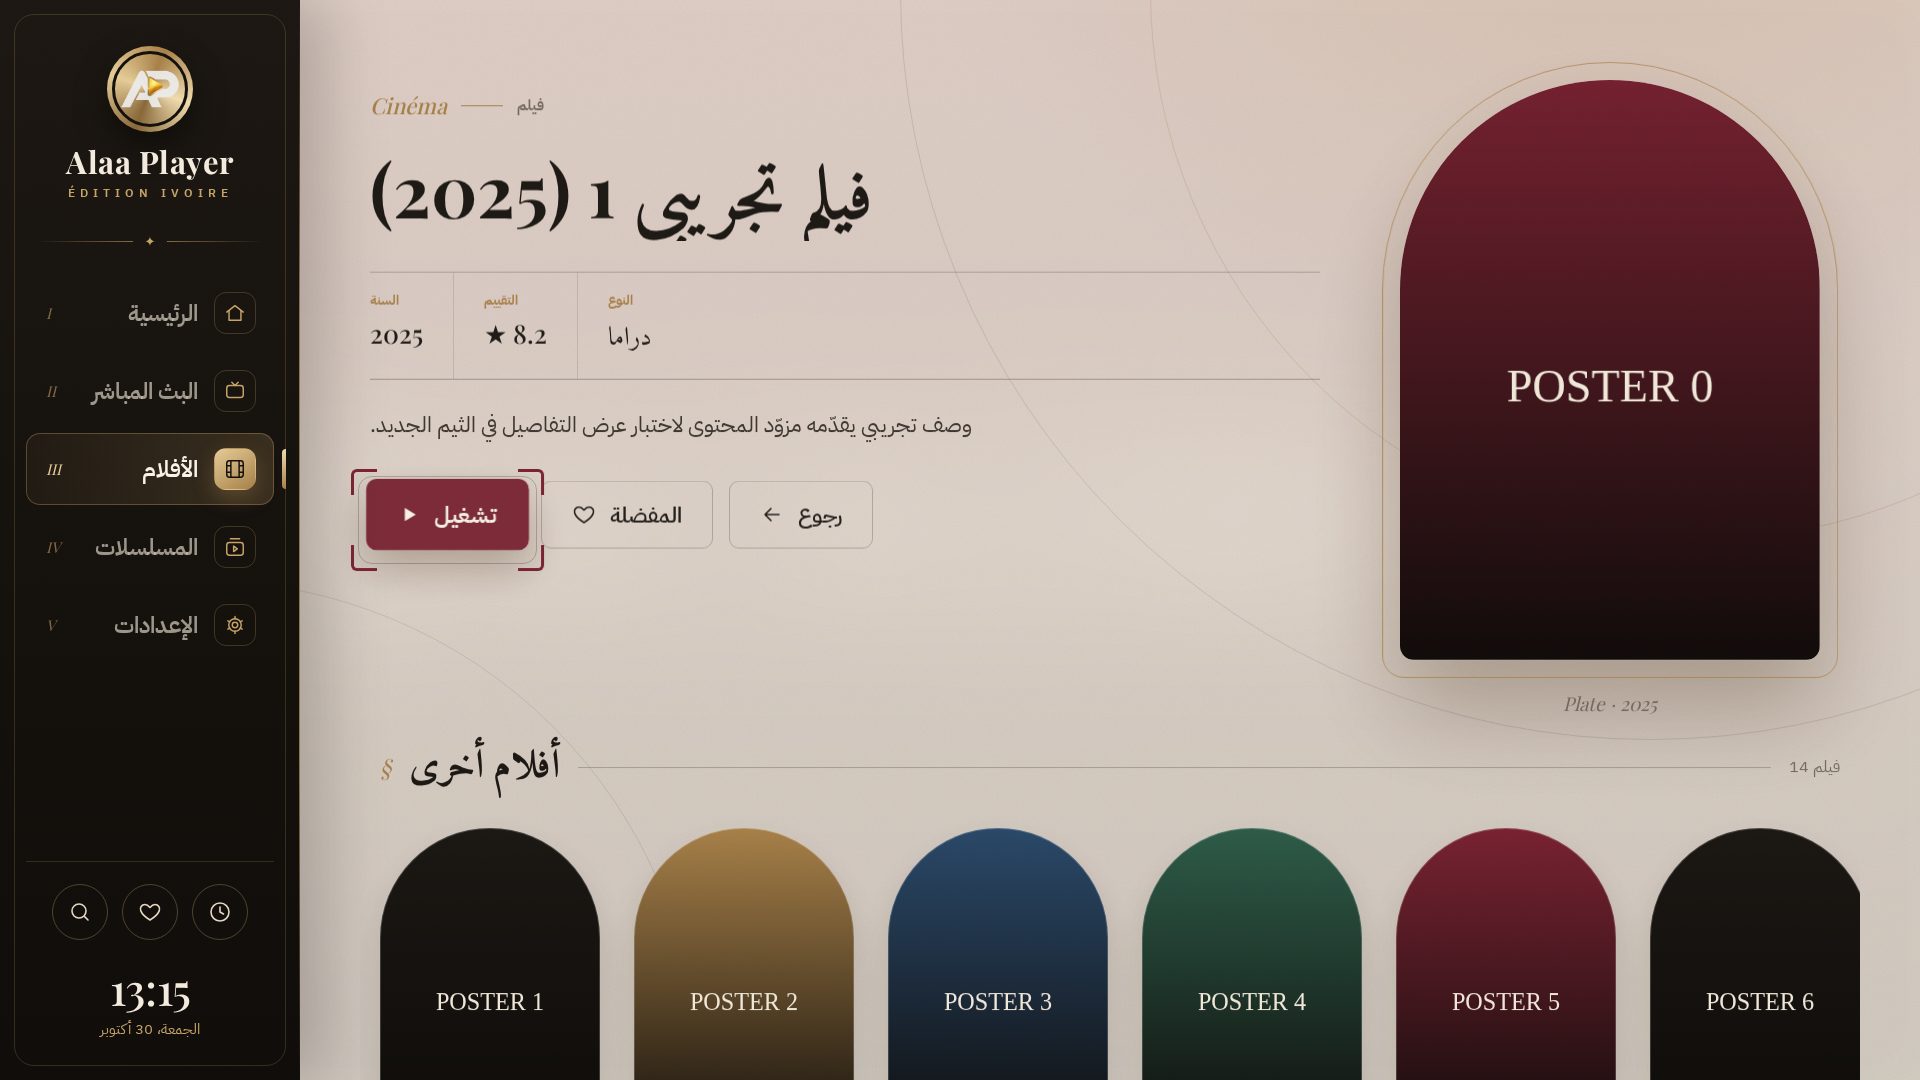 AP
Alaa Player
ÉDITION IVOIRE
الرئيسية I
البث المباشر II
الأفلام III
المسلسلات IV
الإعدادات V
13:15
الجمعة، 30 أكتوبر
Cinéma — فيلم
فيلم تجريبي 1 (2025)
السنة
2025
التقييم
★ 8.2
النوع
دراما
وصف تجريبي يقدّمه مزوّد المحتوى لاختبار عرض التفاصيل في الثيم الجديد.
تشغيل
المفضلة
رجوع
POSTER 0
Plate · 2025
§ أفلام أخرى
14 فيلم
POSTER 1
POSTER 2
POSTER 3
POSTER 4
POSTER 5
POSTER 6